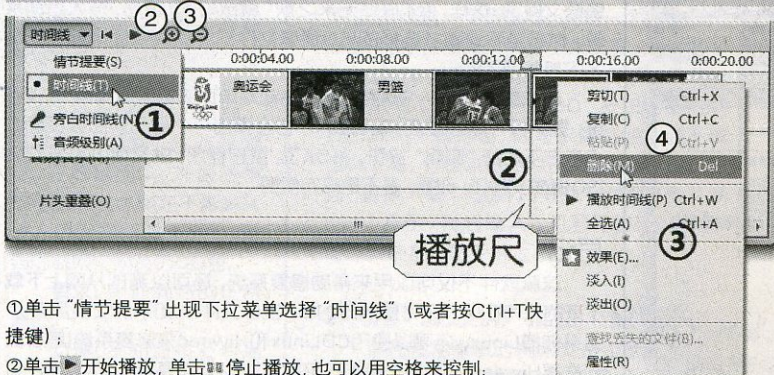 ② ③
时间线
0:00:04.00 0:00:08.00 0:00:12.0 0:00:16.00 0:00:20.00
情节提要(S)
时间线(T)
旁白时间线(N)...
音频级别(A)
①
奥运会
男篮
剪切(T) Ctrl+X
复制(C) Ctrl+C
粘贴(P) Ctrl+V
④
删除(M) Del
播放时间线(P) Ctrl+W
全选(A) Ctrl+A
③
效果(E)...
淡入(I)
淡出(O)
查找丢失的文件(B)...
属性(R)
片头重叠(O)
②
播放尺
①单击“情节提要”出现下拉菜单选择“时间线”（或者按Ctrl+T快
捷键）;
②单击▶开始播放, 单击 停止播放, 也可以用空格来控制;